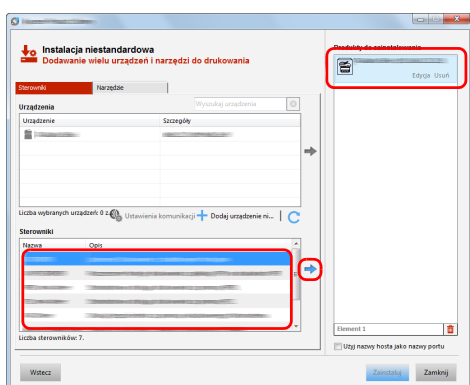 Instalacja niestandardowa
Dodawanie wielu urządzeń i narzędzi do drukowania
Sterowniki
Narzędzie
Urządzenia
Wyszukaj urządzenie
Urządzenie
Szczegóły
Liczba wybranych urządzeń: 0 z
Ustawienia komunikacji
Dodaj urządzenie ni...
Sterowniki
Nazwa
Opis
Liczba sterowników: 7.
Produkty do zainstalowania
Edycja Usuń
Element 1
Użyj nazwy hosta jako nazwy portu
Wstecz
Zainstaluj
Zamknij